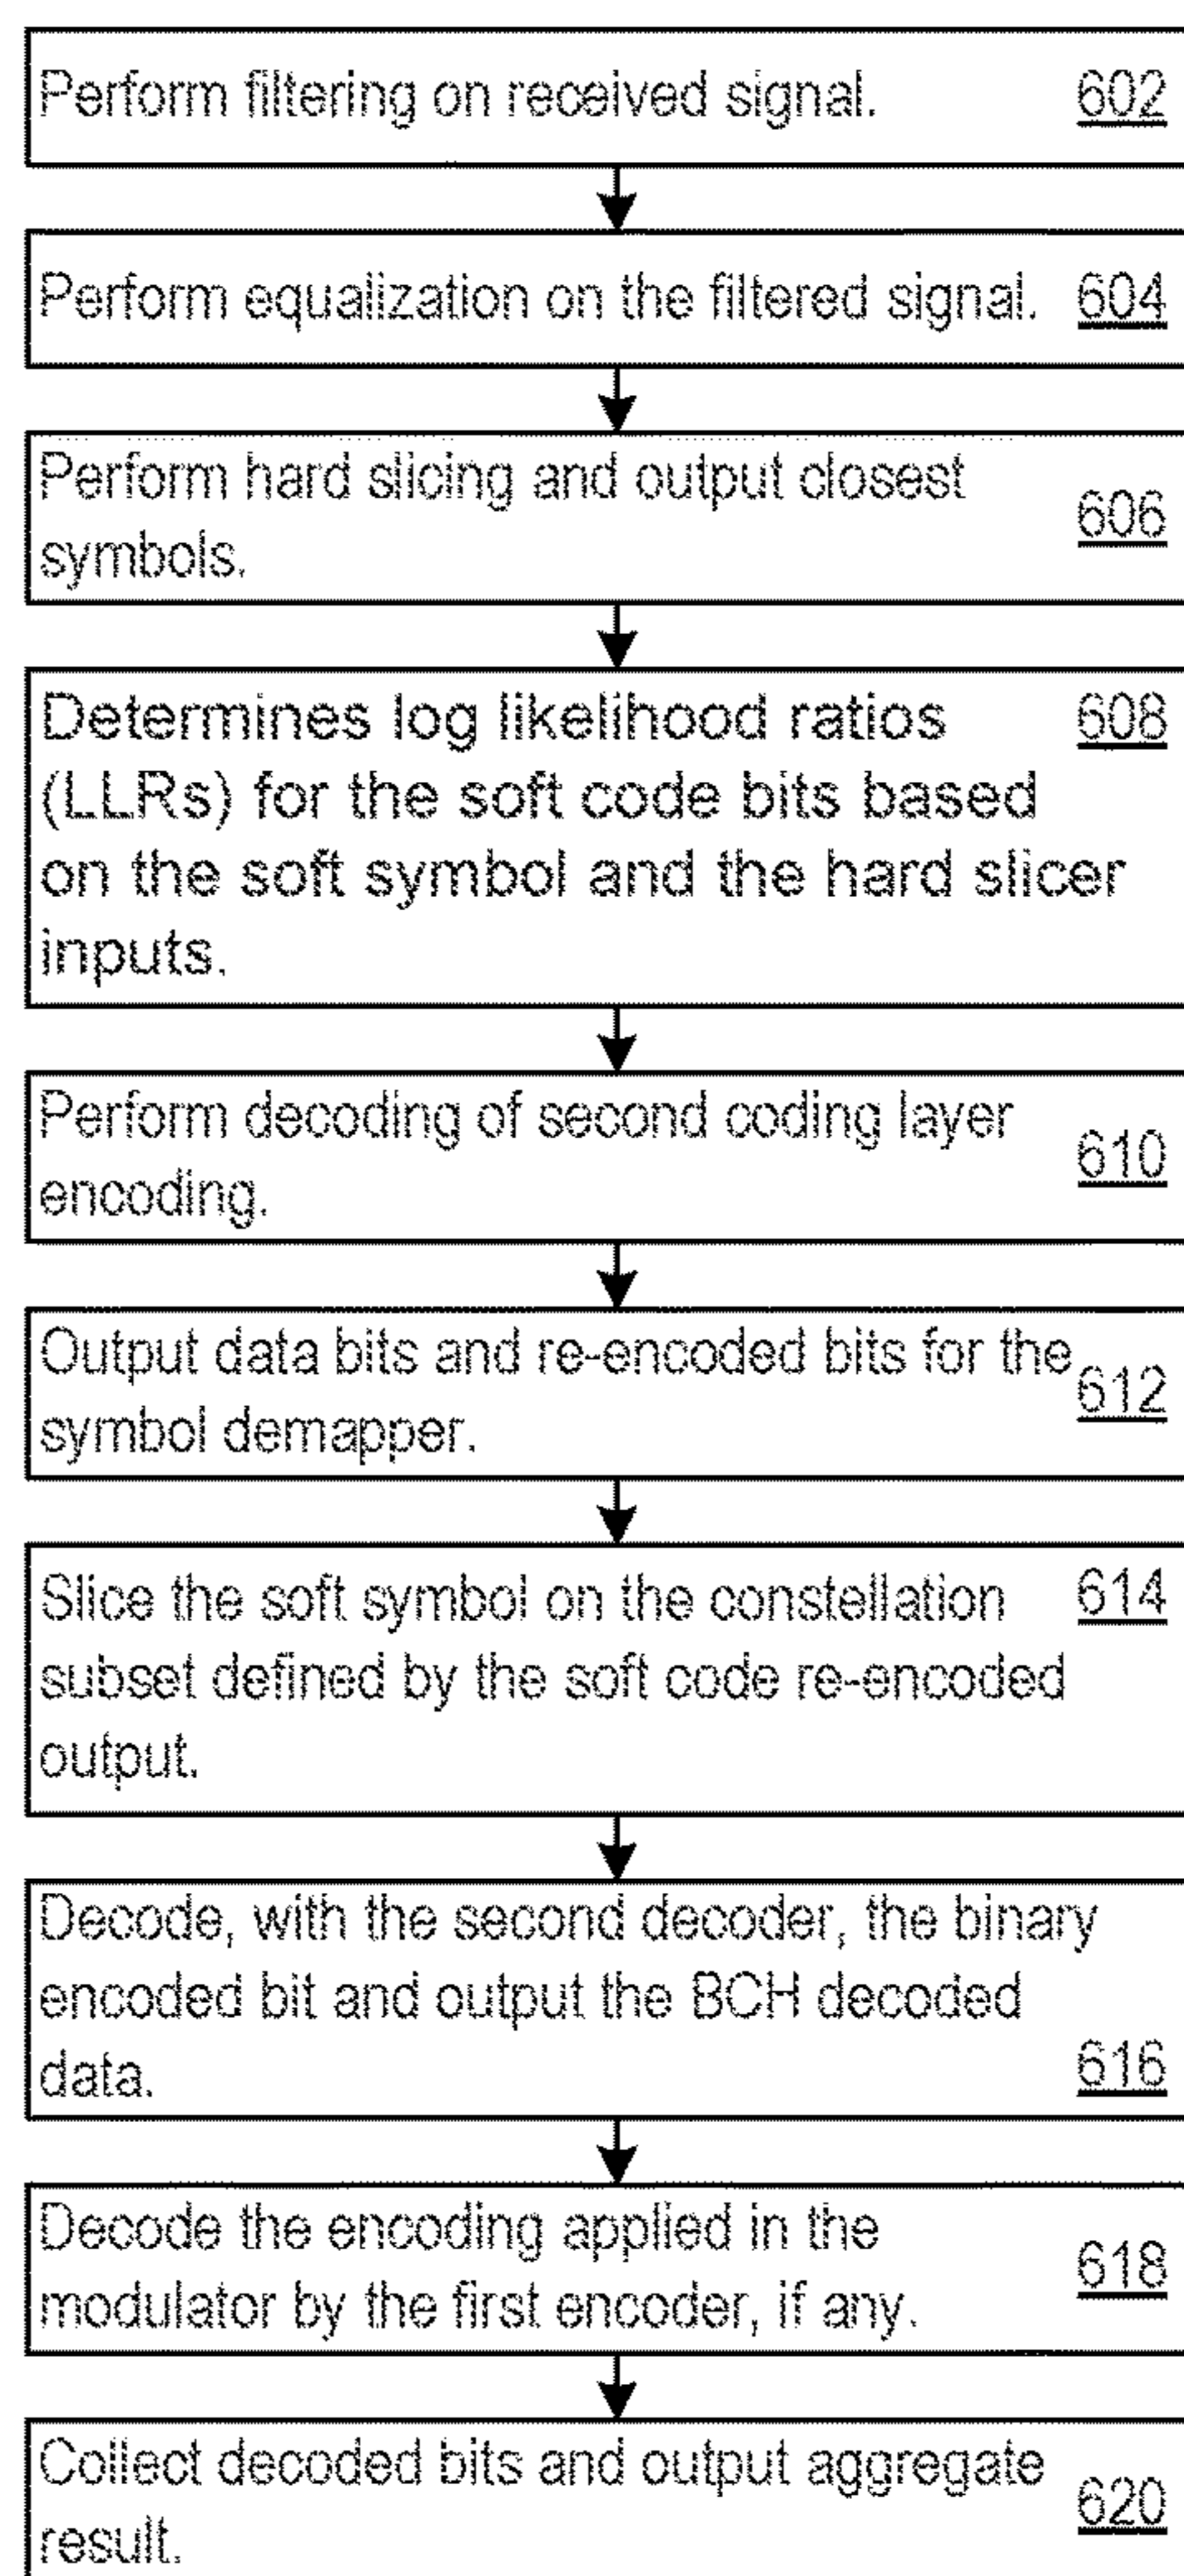 Perform filtering on received signal. 602
Perform equalization on the filtered signal. 604
Perform hard slicing and output closest
symbols.
606
Determines log likelihood ratios 608
(LLRs) for the soft code bits based
on the soft symbol and the hard slicer
inputs.
Perform decoding of second coding layer
encoding.
610
Output data bits and re-encoded bits for the
symbol demapper.
612
Slice the soft symbol on the constellation 614
subset defined by the soft code re-encoded
output.
Decode, with the second decoder, the binary
encoded bit and output the BCH decoded
data. 616
Decode the encoding applied in the
modulator by the first encoder, if any.
618
Collect decoded bits and output aggregate
result.
620